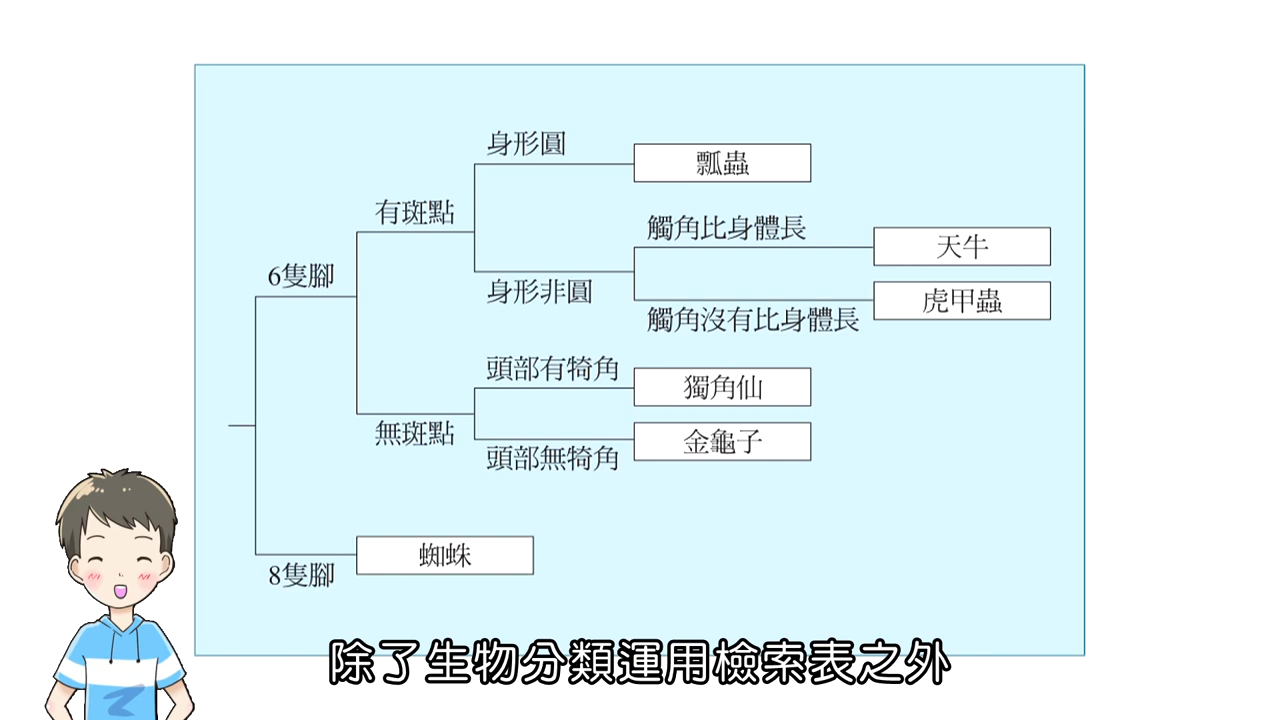 身形圓
瓢蟲
有斑點
觸角比身體長
天牛
6隻腳
身形非圓
虎甲蟲
觸角沒有比身體長
頭部有犄角
獨角仙
無斑點
金龜子
頭部無犄角
蜘蛛
8隻腳
除了生物分類運用檢索表之外